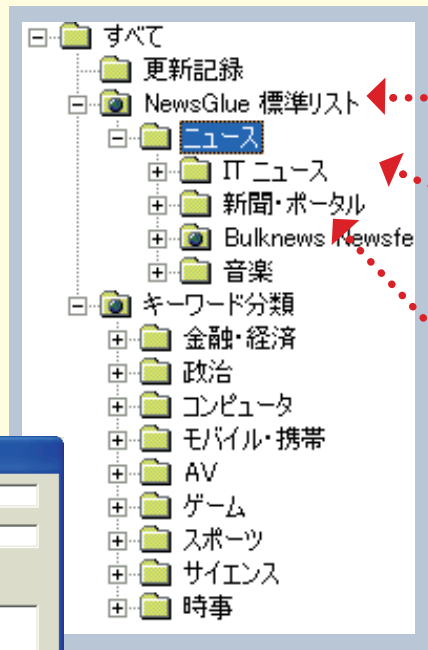 すべて
更新記録
NewsGlue 標準リスト
ニュース
IT ニュース
新聞・ポータル
Bulknews Newsfe
音楽
キーワード分類
金融・経済
政治
コンピュータ
モバイル・携帯
AV
ゲーム
スポーツ
サイエンス
時事